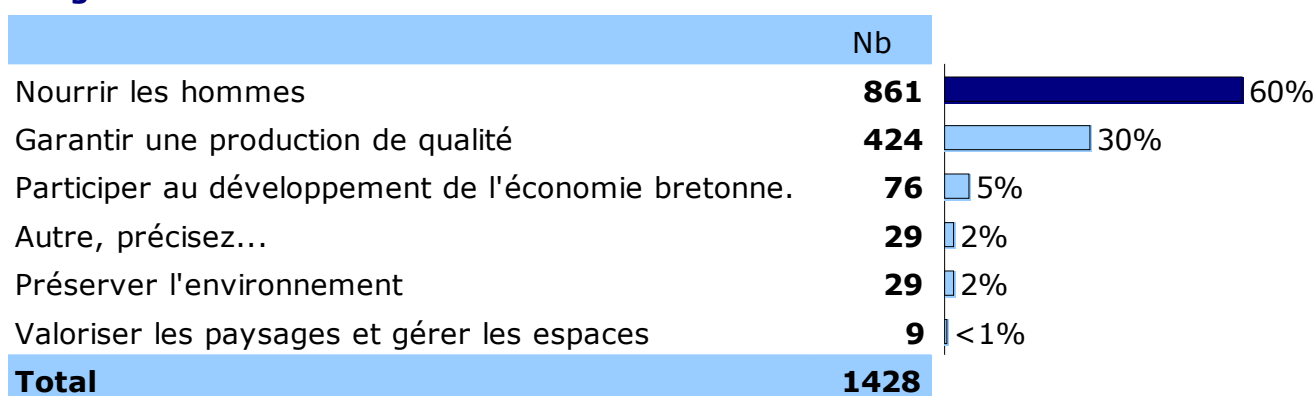 Nb
Nourrir les hommes 861 60%
Garantir une production de qualité 424 30%
Participer au développement de l'économie bretonne. 76 5%
Autre, précisez... 29 2%
Préserver l'environnement 29 2%
Valoriser les paysages et gérer les espaces 9 <1%
Total 1428